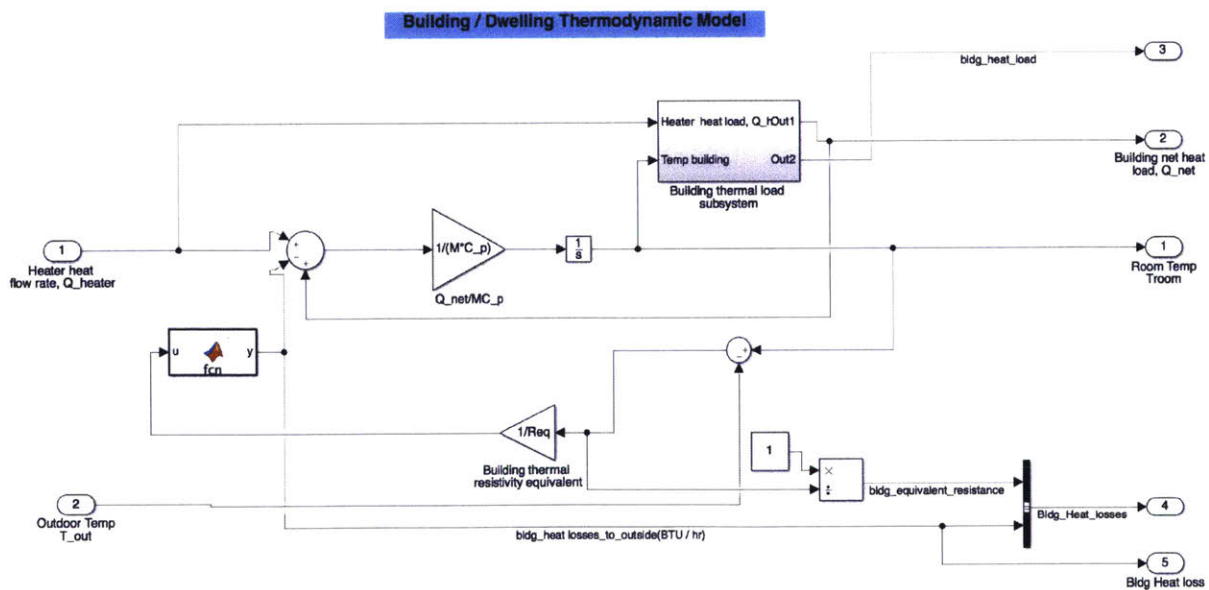 Building / Dwelling Thermodynamic Model
3
bldg_heat_load
Heater heat load, Q_hOut1
Temp building
Out2
Building thermal load
subsystem
2
Building net heat
load, Q_net
1
Heater heat
flow rate, Q_heater
+
−
+
1/(M*C_p)
Q_net/MC_p
1
s
1
Room Temp
Troom
u
fcn
y
−
+
1/Req
Building thermal
resistivity equivalent
1
×
÷
bldg_equivalent_resistance
2
Outdoor Temp
T_out
bldg_heat losses_to_outside(BTU / hr)
Bldg_Heat_losses
4
5
Bldg Heat loss